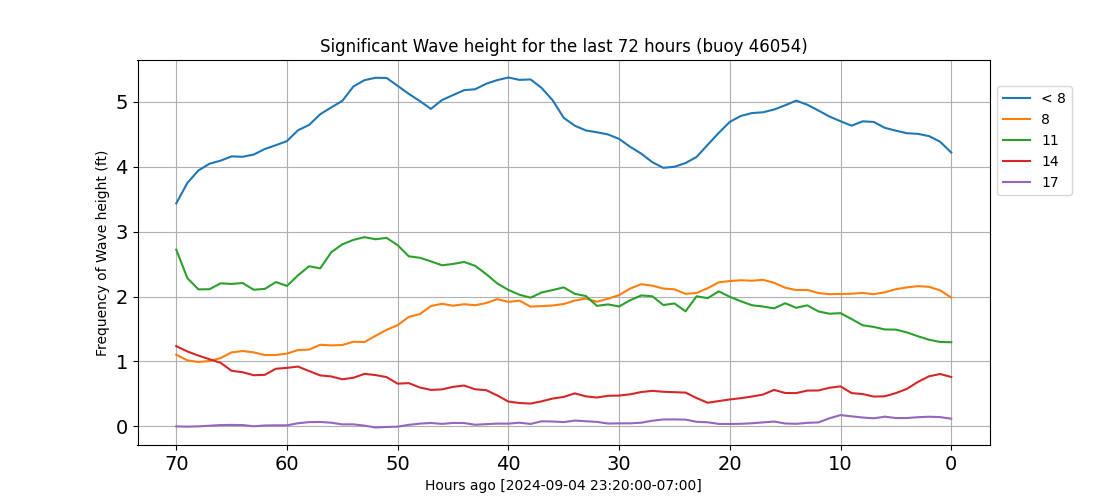 Significant Wave height for the last 72 hours (buoy 46054)
Frequency of Wave height (ft)
5
4
3
2
1
0
70 60 50 40 30 20 10 0
Hours ago [2024-09-04 23:20:00-07:00]
< 8
8
11
14
17